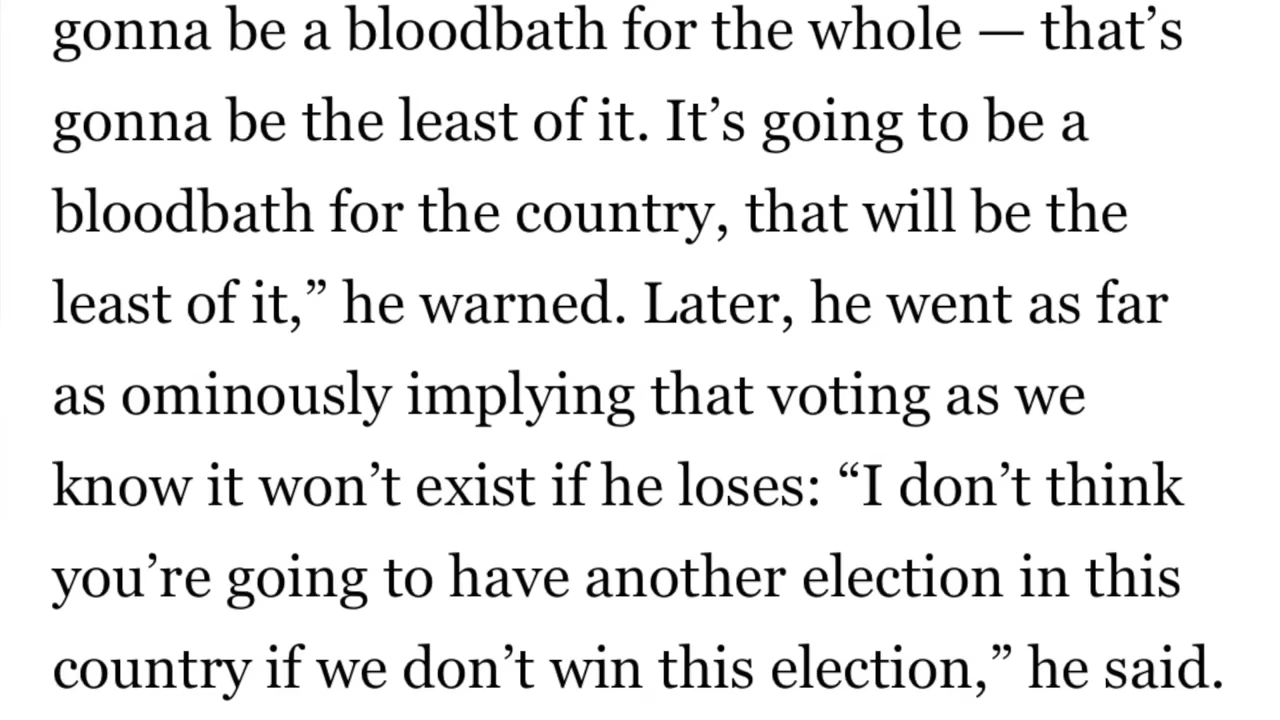 gonna be a bloodbath for the whole — that’s
gonna be the least of it. It’s going to be a
bloodbath for the country, that will be the
least of it,” he warned. Later, he went as far
as ominously implying that voting as we
know it won’t exist if he loses: “I don’t think
you’re going to have another election in this
country if we don’t win this election,” he said.